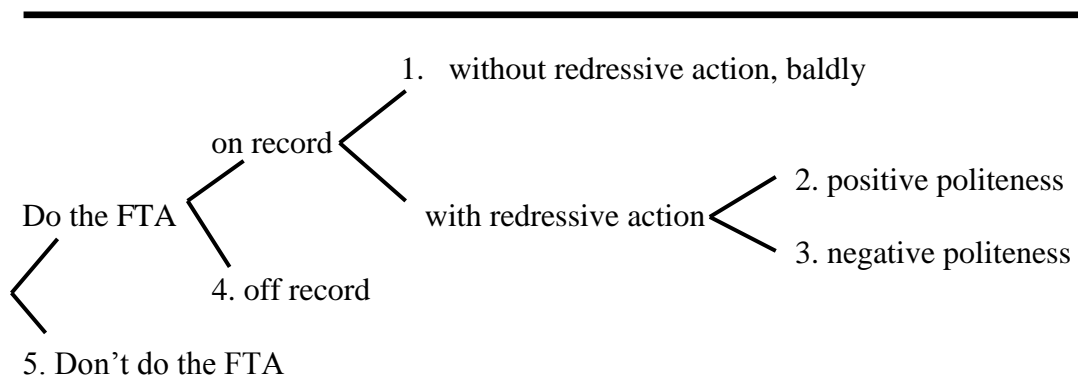 1. without redressive action, baldly
on record
2. positive politeness
Do the FTA
with redressive action
3. negative politeness
4. off record
5. Don’t do the FTA